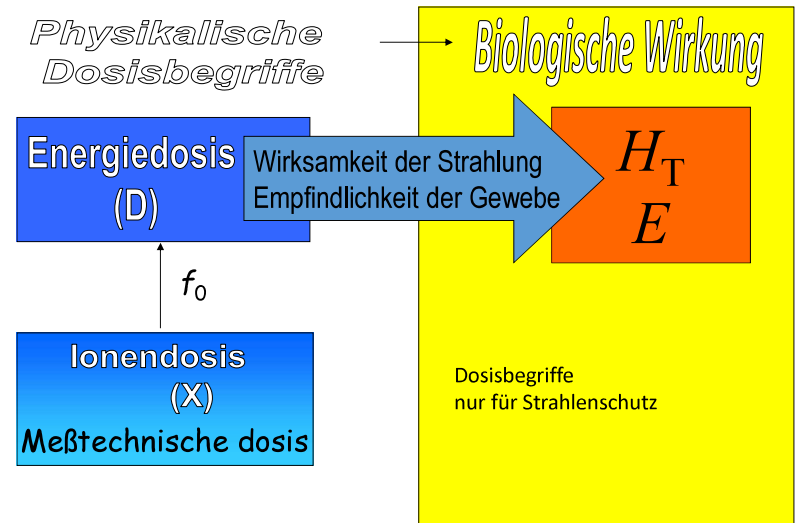 Physikalische
Dosisbegriffe
Biologische Wirkung
Energiedosis
(D)
Wirksamkeit der Strahlung
Empfindlichkeit der Gewebe
H_T
E
f_0
Ionendosis
(X)
Meßtechnische dosis
Dosisbegriffe
nur für Strahlenschutz